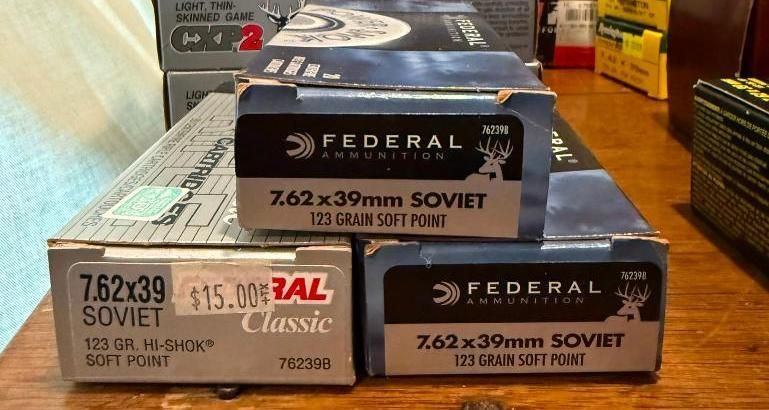 LIGHT, THIN-
SKINNED GAME
CXP2
LIGH
FEDERAL
AMMUNITION
76239B
7.62x39mm SOVIET
123 GRAIN SOFT POINT
CARTRIDGES
7.62x39
SOVIET
$15.00
RAL
Classic
123 GR. HI-SHOK®
SOFT POINT
76239B
FEDERAL
AMMUNITION
76239B
7.62x39mm SOVIET
123 GRAIN SOFT POINT